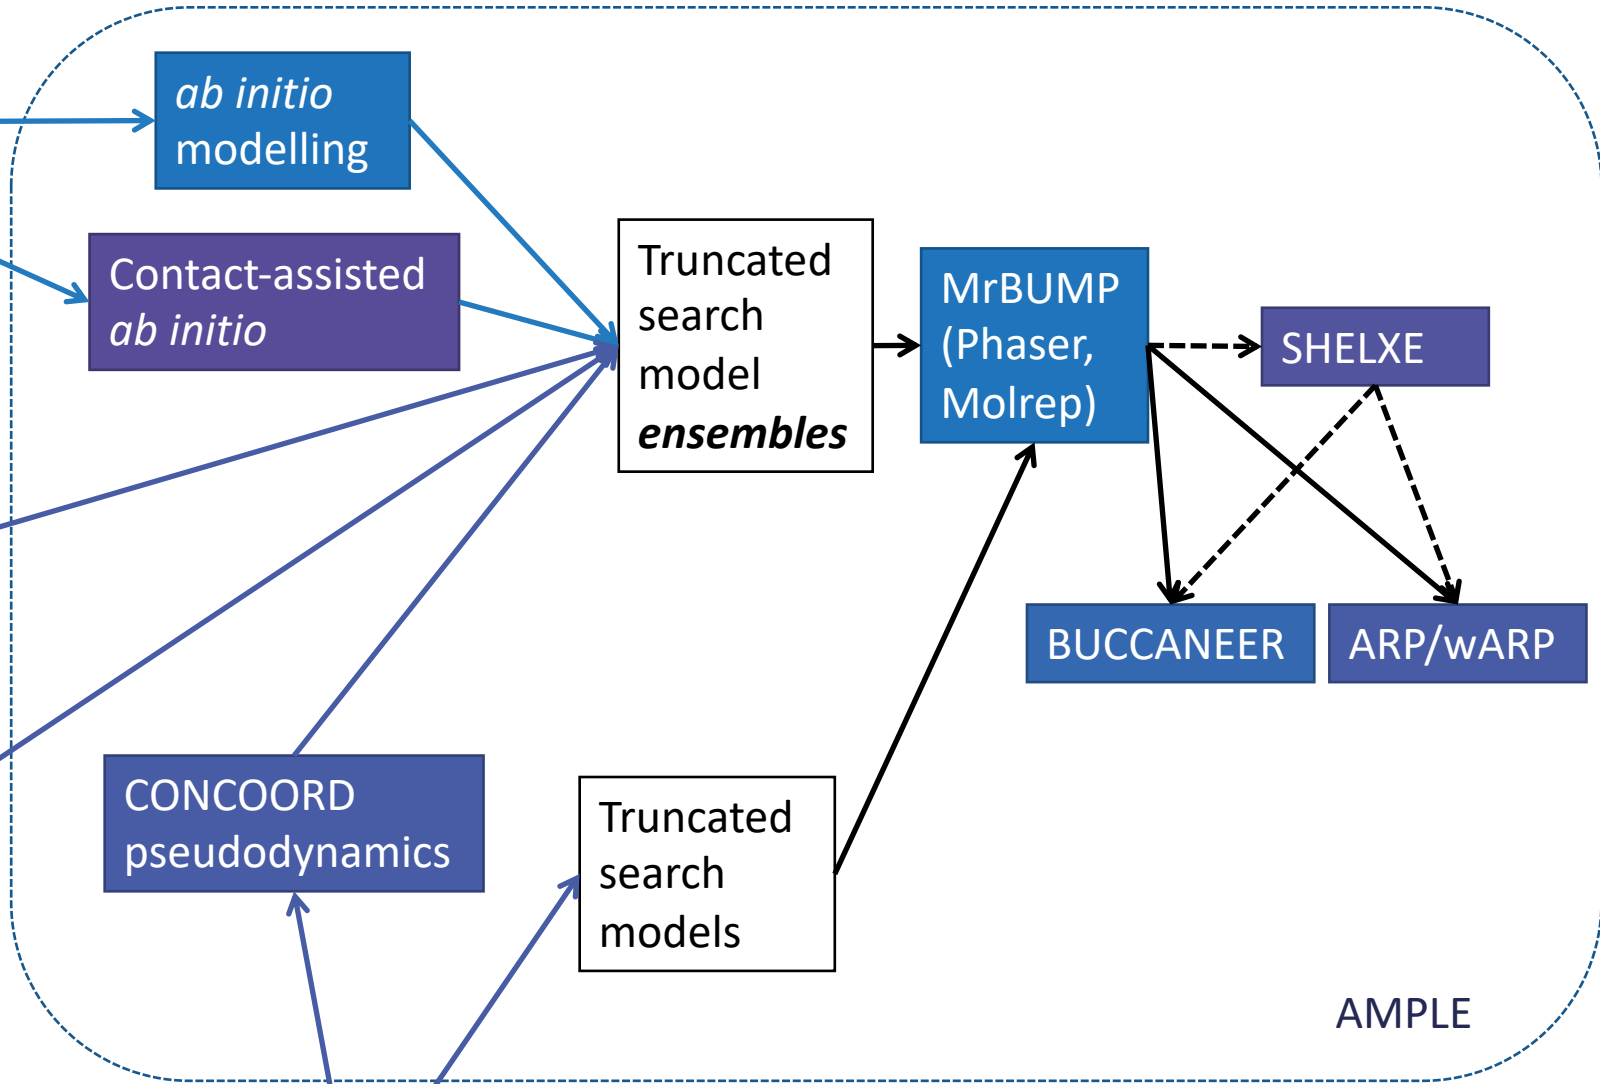 ab initio
modelling
Contact-assisted
ab initio
Truncated
search
model
ensembles
MrBUMP
(Phaser,
Molrep)
SHELXE
BUCCANEER
ARP/wARP
CONCOORD
pseudodynamics
Truncated
search
models
AMPLE